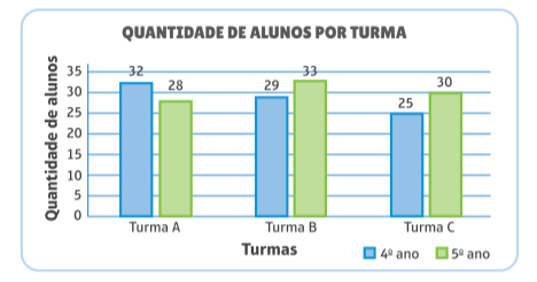 QUANTIDADE DE ALUNOS POR TURMA
Quantidade de alunos
35
30
25
20
15
10
5
0
32
28
29
33
25
30
Turma A
Turma B
Turma C
Turmas
4º ano
5º ano